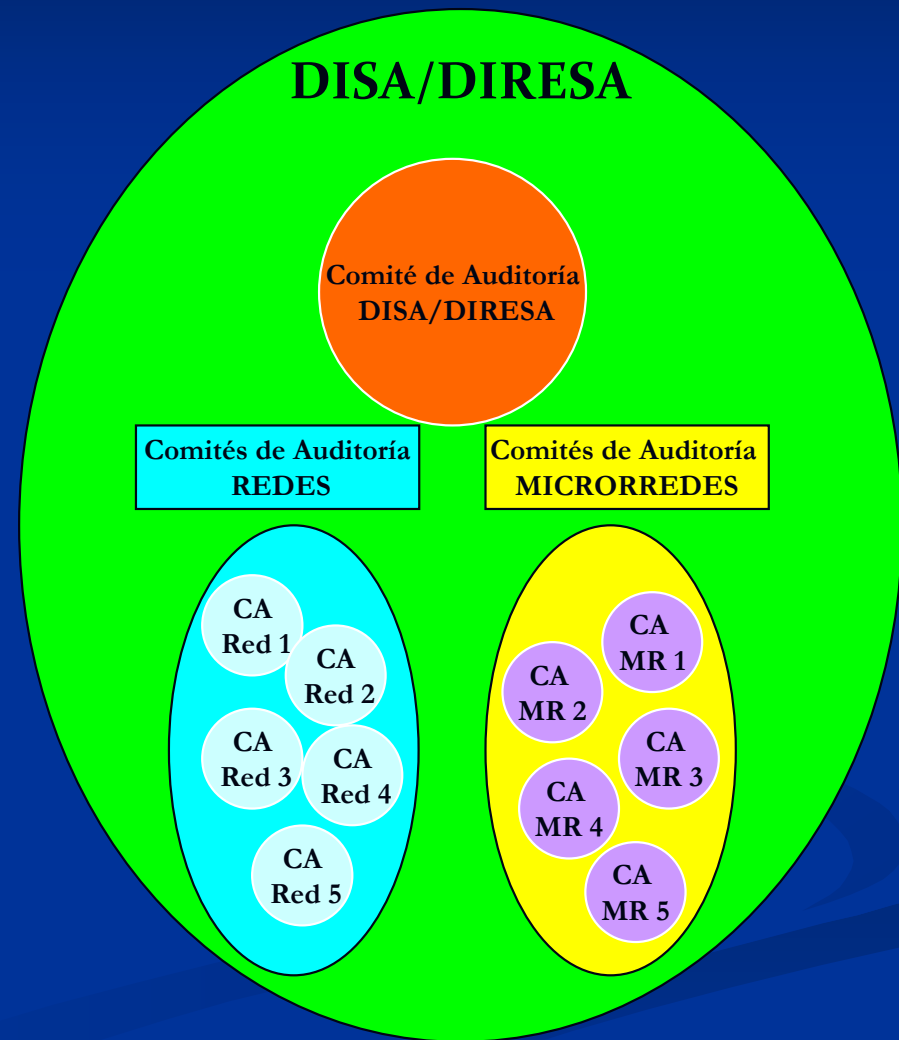 DISA/DIRESA
Comité de Auditoría
DISA/DIRESA
Comités de Auditoría
REDES
Comités de Auditoría
MICRORREDES
CA
Red 1
CA
Red 2
CA
Red 3
CA
Red 4
CA
Red 5
CA
MR 1
CA
MR 2
CA
MR 3
CA
MR 4
CA
MR 5